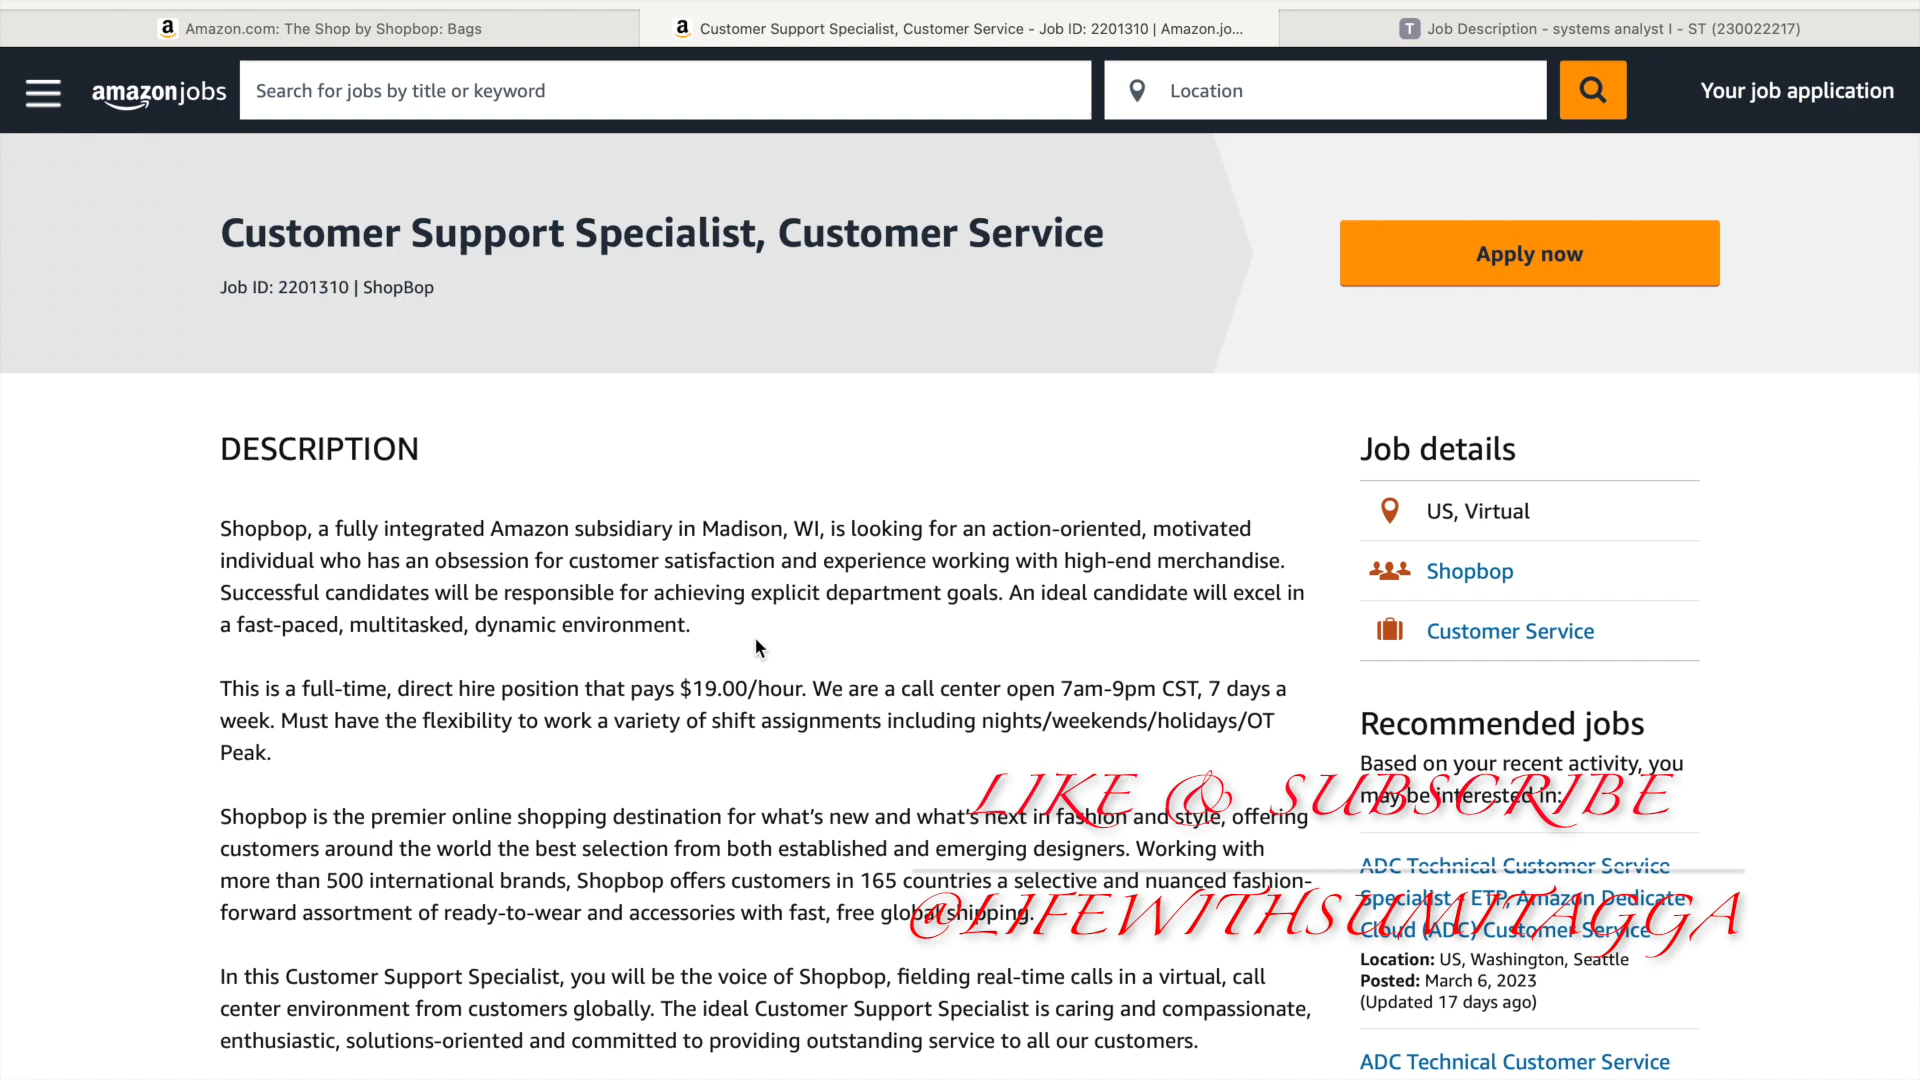 Amazon.com: The Shop by Shopbop: Bags
Customer Support Specialist, Customer Service - Job ID: 2201310 | Amazon.jo...
T Job Description - systems analyst I - ST (230022217)
amazonjobs
Search for jobs by title or keyword
Location
Your job application
Customer Support Specialist, Customer Service
Job ID: 2201310 | ShopBop
Apply now
DESCRIPTION
Shopbop, a fully integrated Amazon subsidiary in Madison, WI, is looking for an action-oriented, motivated
individual who has an obsession for customer satisfaction and experience working with high-end merchandise.
Successful candidates will be responsible for achieving explicit department goals. An ideal candidate will excel in
a fast-paced, multitasked, dynamic environment.
This is a full-time, direct hire position that pays $19.00/hour. We are a call center open 7am-9pm CST, 7 days a
week. Must have the flexibility to work a variety of shift assignments including nights/weekends/holidays/OT
Peak.
Shopbop is the premier online shopping destination for what's new and what's next in fashion and style, offering
customers around the world the best selection from both established and emerging designers. Working with
more than 500 international brands, Shopbop offers customers in 165 countries a selective and nuanced fashion-
forward assortment of ready-to-wear and accessories with fast, free global shipping.
In this Customer Support Specialist, you will be the voice of Shopbop, fielding real-time calls in a virtual, call
center environment from customers globally. The ideal Customer Support Specialist is caring and compassionate,
enthusiastic, solutions-oriented and committed to providing outstanding service to all our customers.
Job details
US, Virtual
Shopbop
Customer Service
Recommended jobs
Based on your recent activity, you
may be interested in:
ADC Technical Customer Service
Specialist - ETP, Amazon Dedicate
Cloud (ADC) Customer Service
Location: US, Washington, Seattle
Posted: March 6, 2023
(Updated 17 days ago)
ADC Technical Customer Service
LIKE & SUBSCRIBE
@LIFEWITHSUMITAGGA